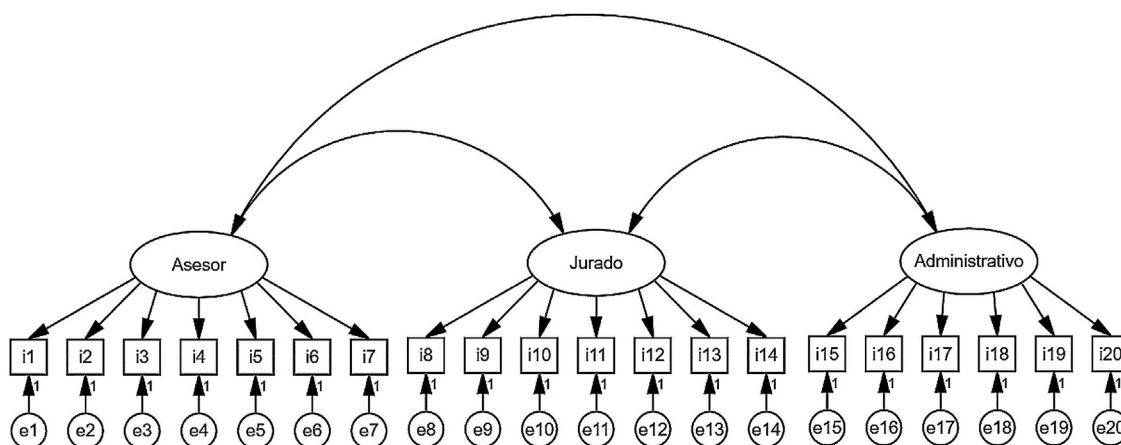 Asesor Jurado Administrativo
i1 i2 i3 i4 i5 i6 i7 i8 i9 i10 i11 i12 i13 i14 i15 i16 i17 i18 i19 i20
1 1 1 1 1 1 1 1 1 1 1 1 1 1 1 1 1 1 1 1
e1 e2 e3 e4 e5 e6 e7 e8 e9 e10 e11 e12 e13 e14 e15 e16 e17 e18 e19 e20